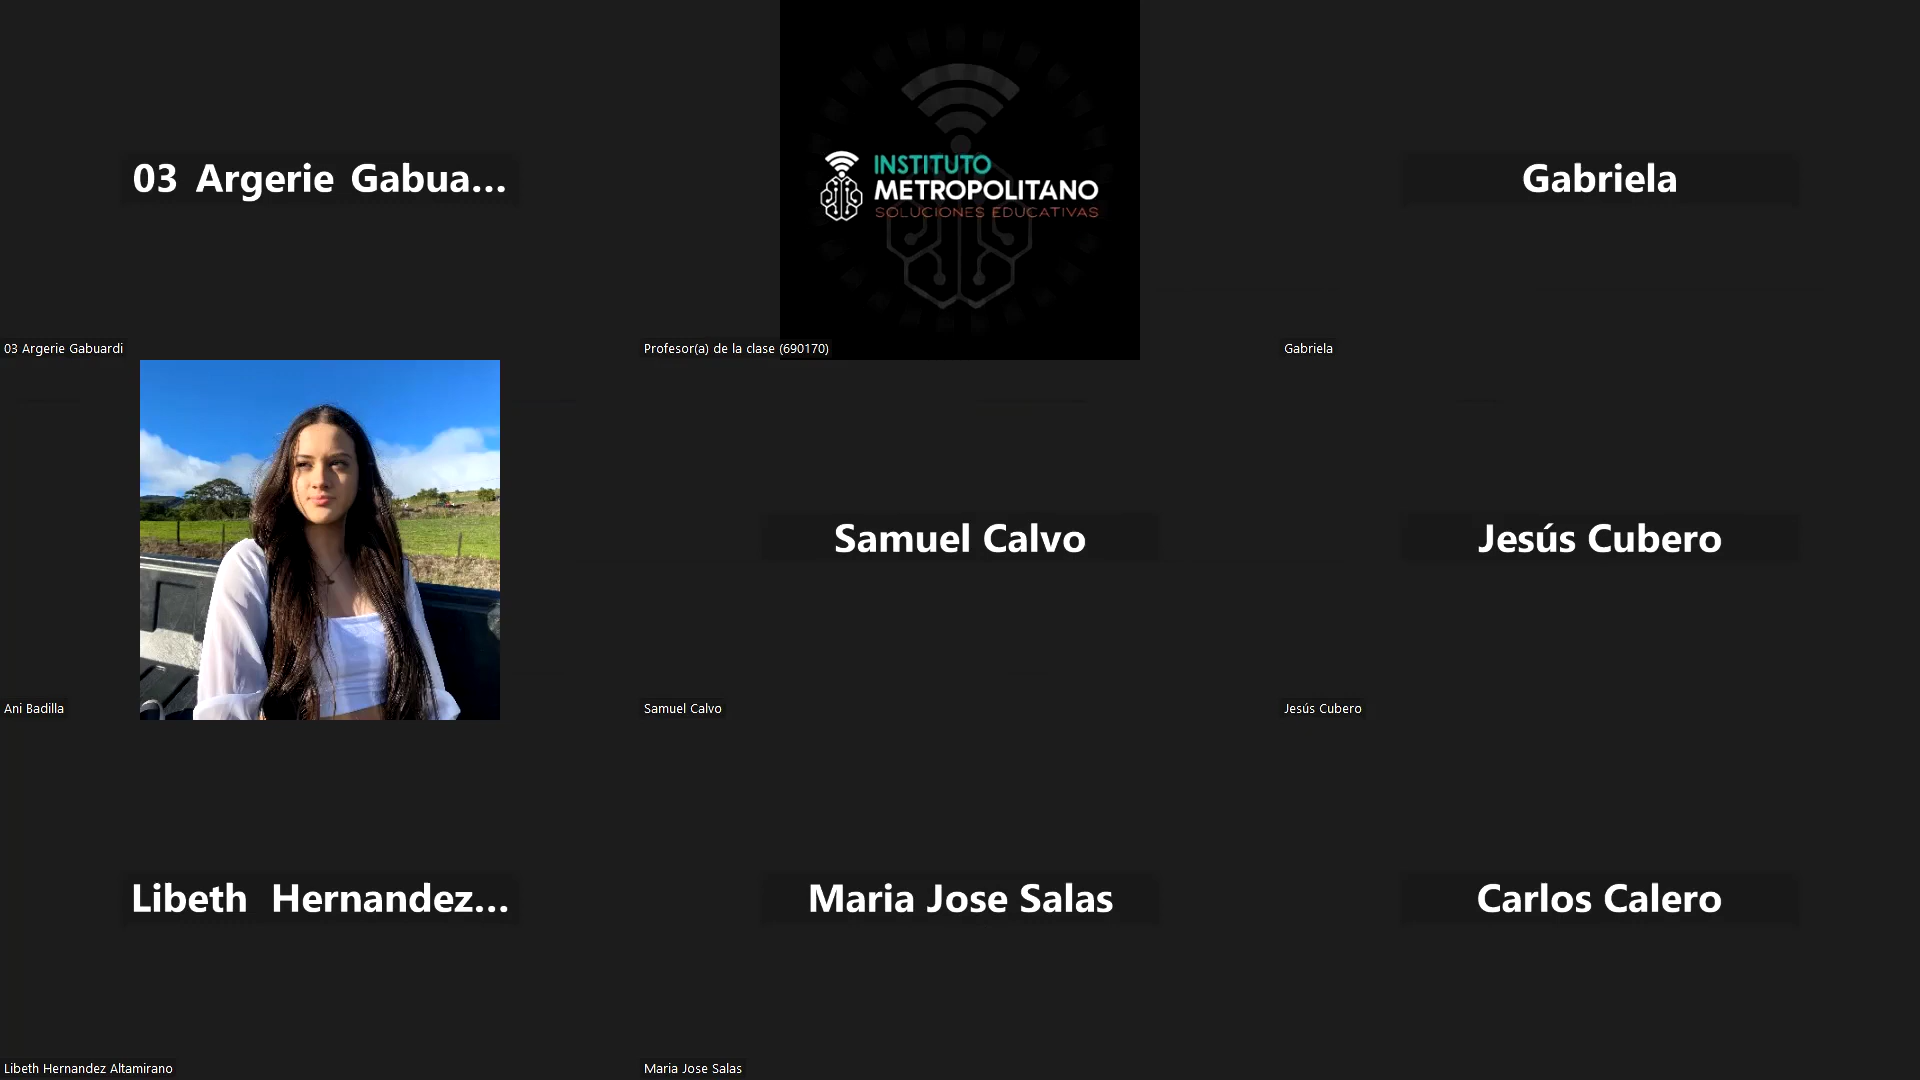 03 Argerie Gabua...
INSTITUTO
METROPOLITANO
SOLUCIONES EDUCATIVAS
Gabriela
03 Argerie Gabuardi
Profesor(a) de la clase (690170)
Gabriela
Samuel Calvo
Jesús Cubero
Ani Badilla
Samuel Calvo
Jesús Cubero
Libeth Hernandez...
Maria Jose Salas
Carlos Calero
Libeth Hernandez Altamirano
Maria Jose Salas